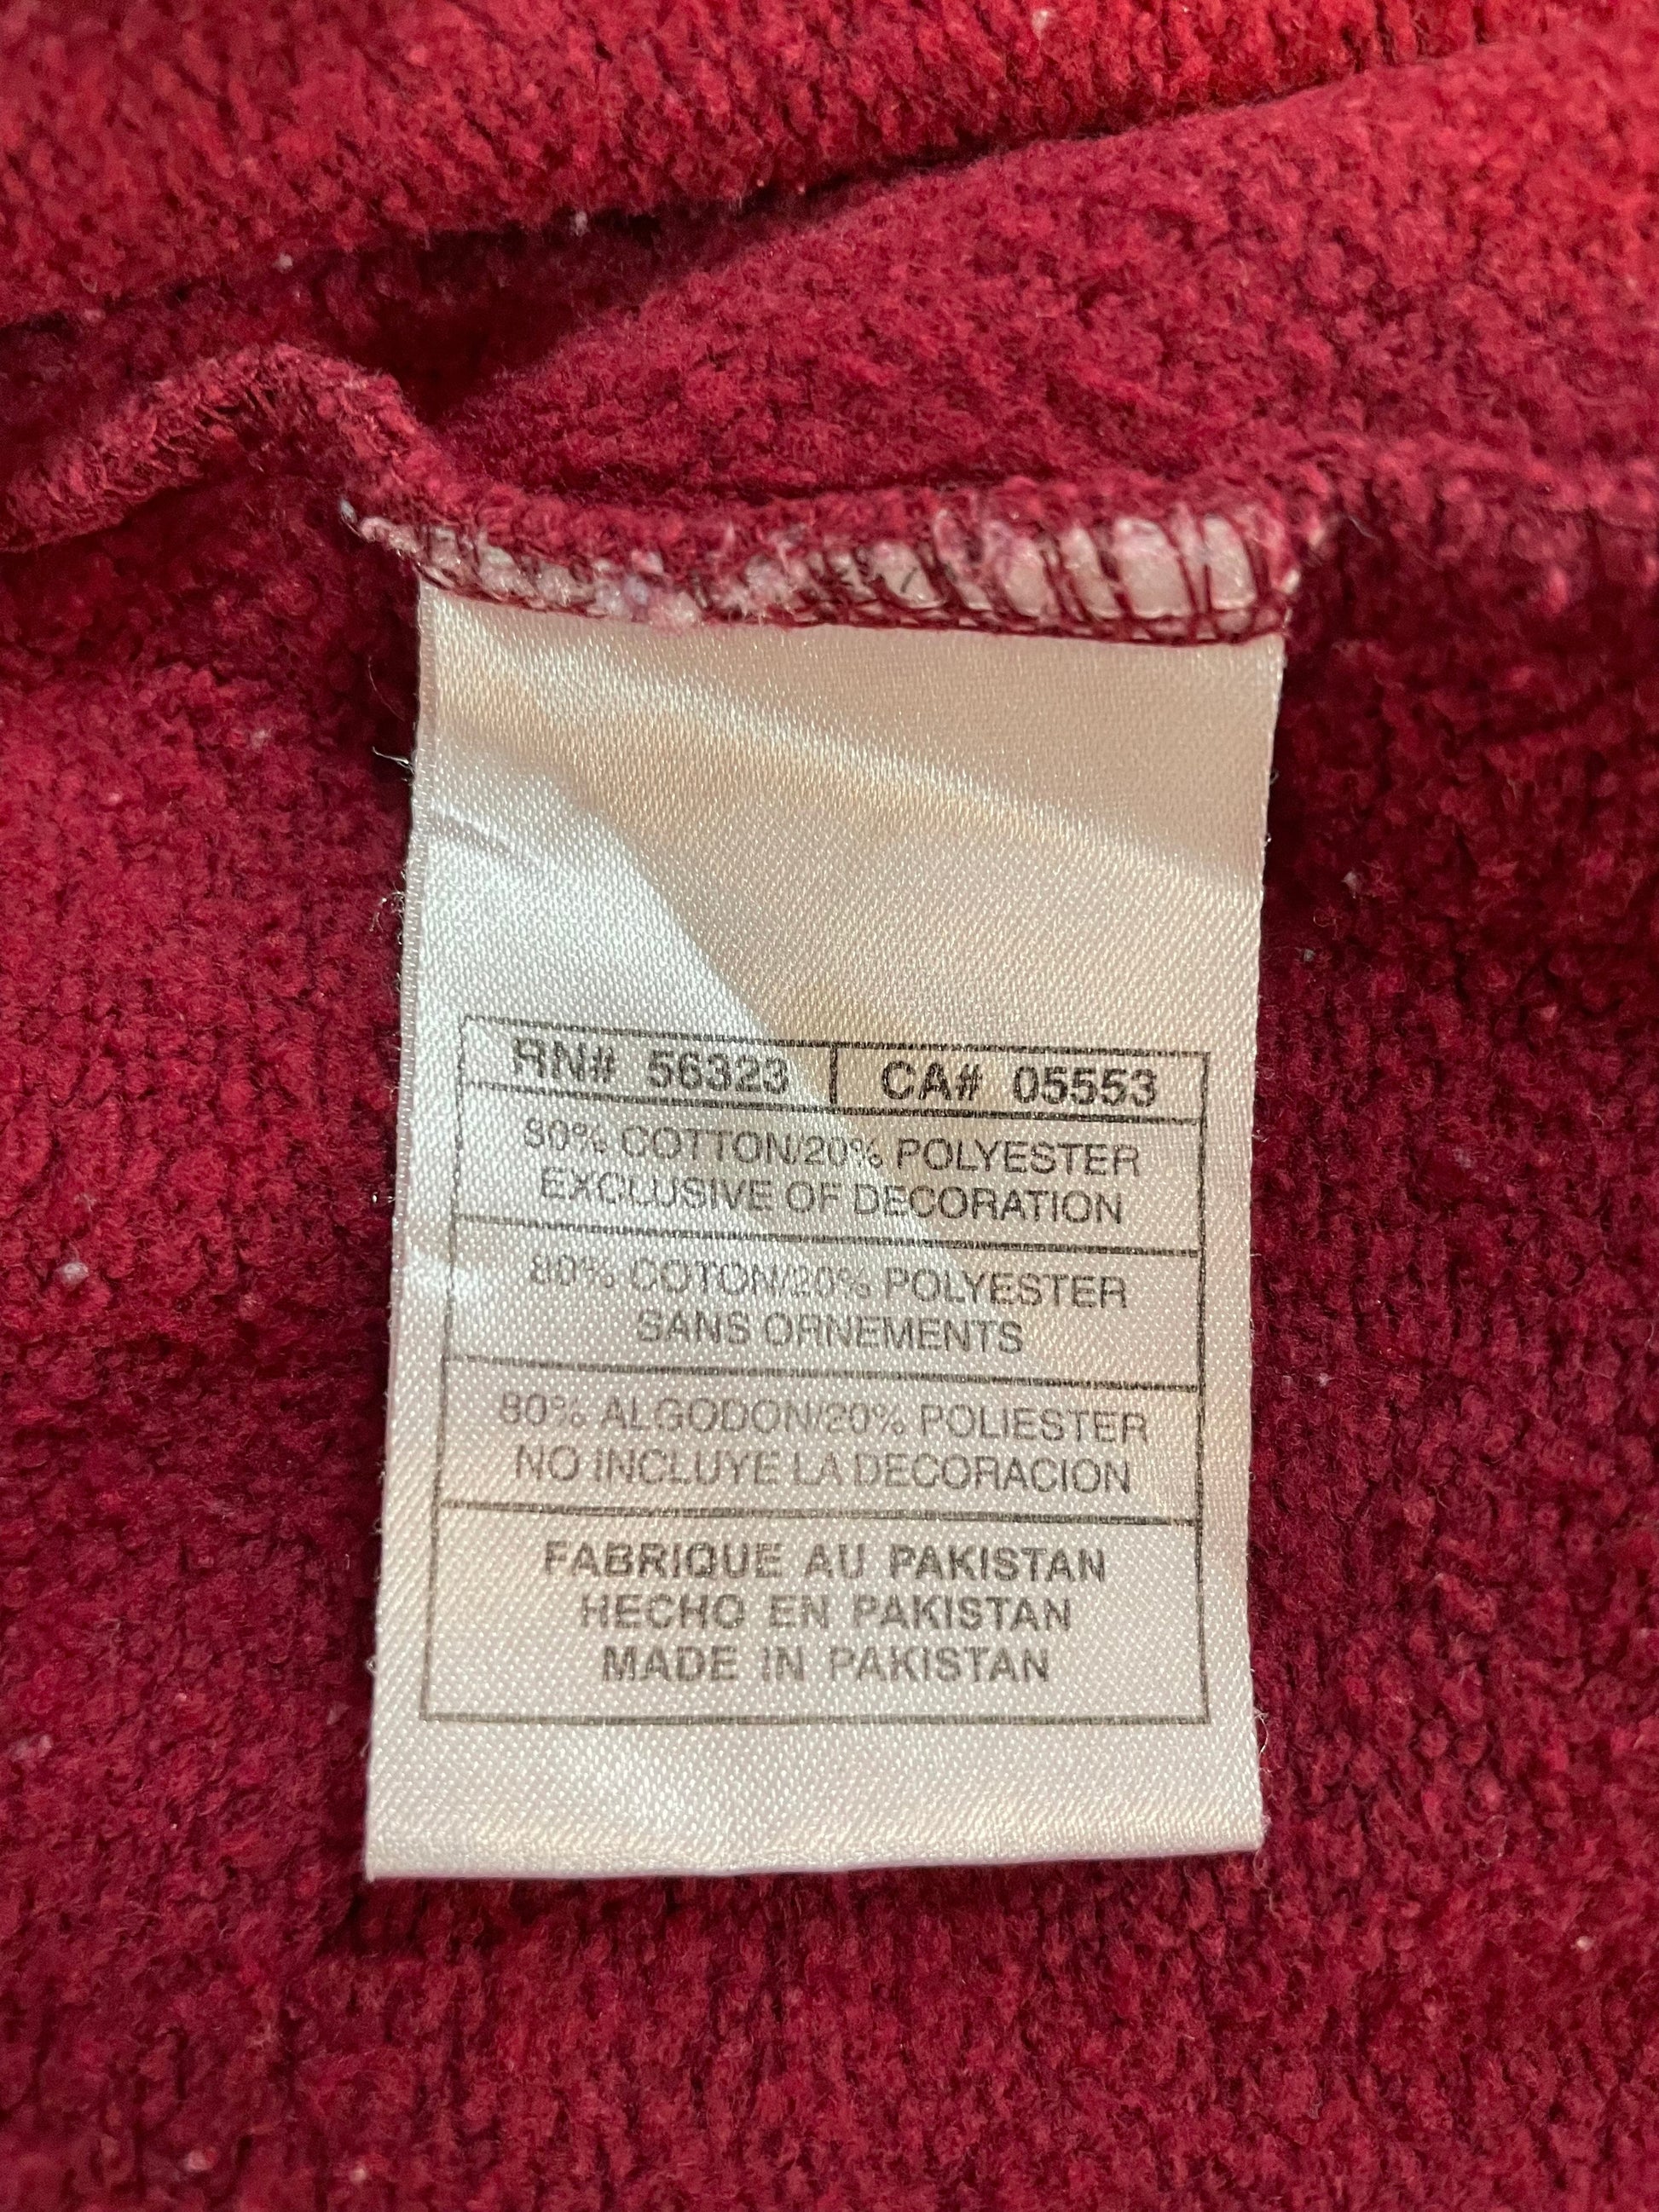 RN# 56323 | CA# 05553
80% COTTON/20% POLYESTER
EXCLUSIVE OF DECORATION
80% COTON/20% POLYESTER
SANS ORNEMENTS
80% ALGODON/20% POLIESTER
NO INCLUYE LA DECORACION
FABRIQUE AU PAKISTAN
HECHO EN PAKISTAN
MADE IN PAKISTAN